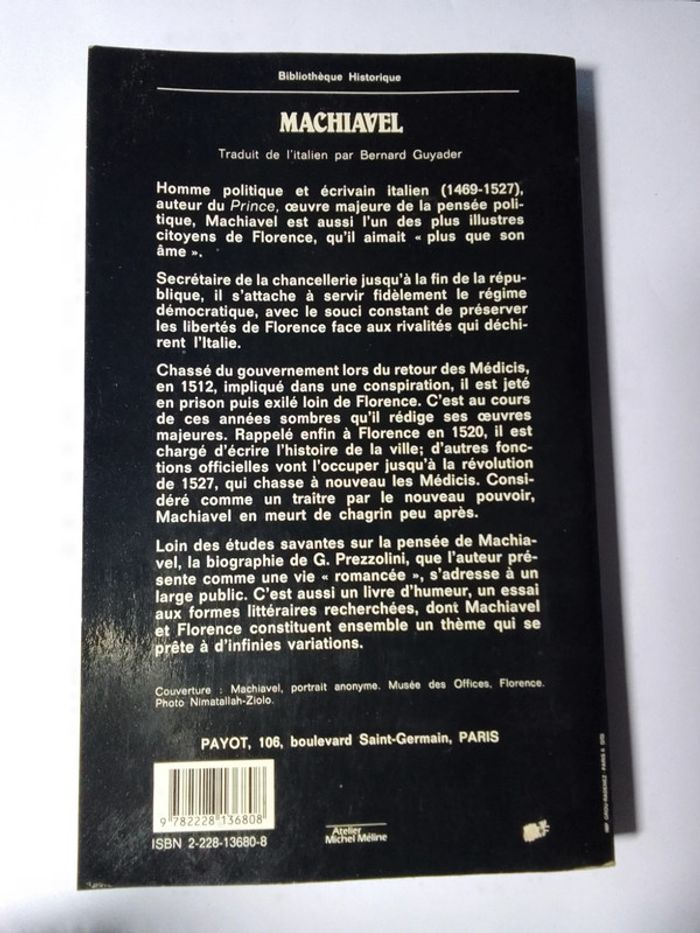 Bibliothèque Historique
MACHIAVEL
Traduit de l'italien par Bernard Guyader
Homme politique et écrivain italien (1469-1527),
auteur du Prince, œuvre majeure de la pensée poli-
tique, Machiavel est aussi l'un des plus illustres
citoyens de Florence, qu'il aimait « plus que son
âme ».
Secrétaire de la chancellerie jusqu'à la fin de la répu-
blique, il s'attache à servir fidèlement le régime
démocratique, avec le souci constant de préserver
les libertés de Florence face aux rivalités qui déchi-
rent l'Italie.
Chassé du gouvernement lors du retour des Médicis,
en 1512, impliqué dans une conspiration, il est jeté
en prison puis exilé loin de Florence. C'est au cours
de ces années sombres qu'il rédige ses œuvres
majeures. Rappelé enfin à Florence en 1520, il est
chargé d'écrire l'histoire de la ville; d'autres fonc-
tions officielles vont l'occuper jusqu'à la révolution
de 1527, qui chasse à nouveau les Médicis. Consi-
déré comme un traître par le nouveau pouvoir,
Machiavel en meurt de chagrin peu après.
Loin des études savantes sur la pensée de Machia-
vel, la biographie de G. Prezzolini, que l'auteur pré-
sente comme une vie « romancée », s'adresse à un
large public. C'est aussi un livre d'humeur, un essai
aux formes littéraires recherchées, dont Machiavel
et Florence constituent ensemble un thème qui se
prête à d'infinies variations.
Couverture : Machiavel, portrait anonyme. Musée des Offices, Florence.
Photo Nimatallah-Ziolo.
PAYOT, 106, boulevard Saint-Germain, PARIS
9 782228 136808
ISBN 2-228-13680-8
Atelier
Michel Méline